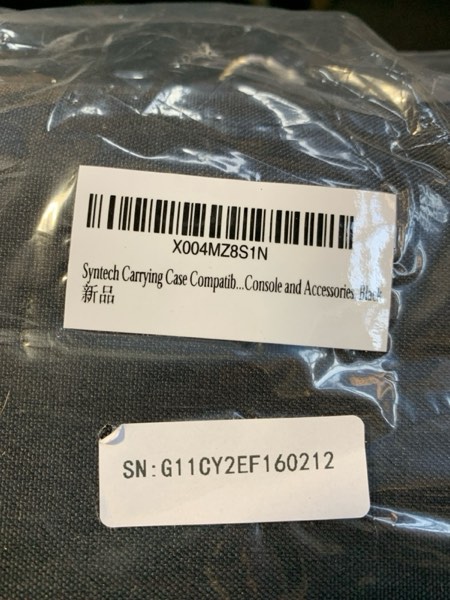 X004MZ8S1N
Syntech Carrying Case Compatib...Console and Accessories, Black
新品
SN:G11CY2EF160212